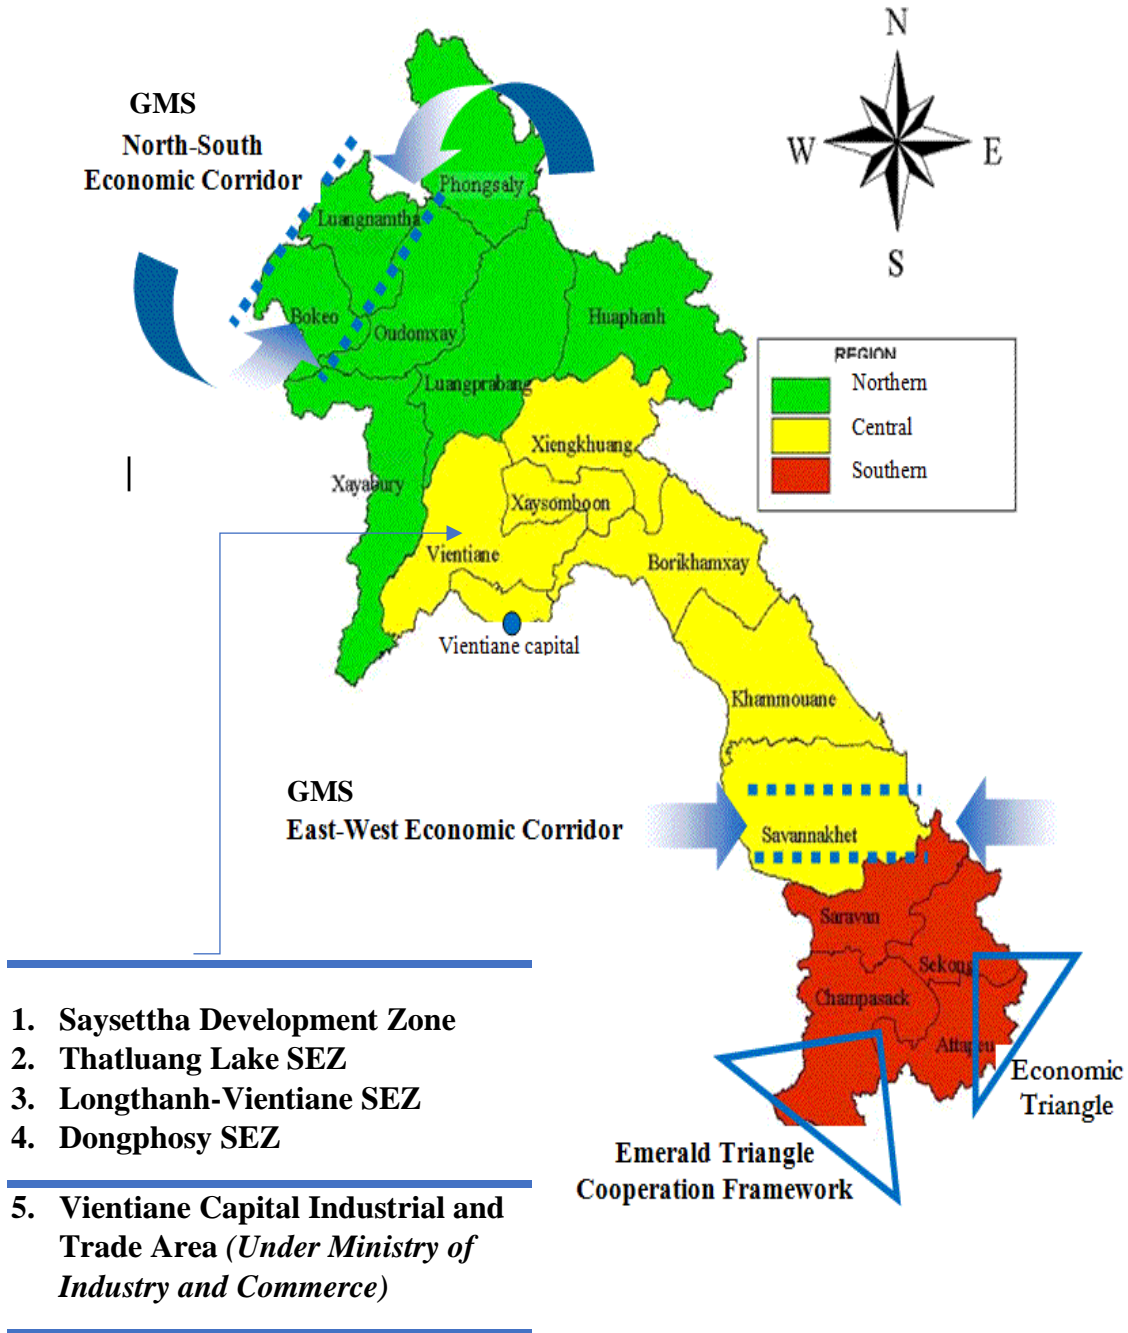 N
W
E
S
GMS
North-South
Economic Corridor
Phongsaly
Luangnamtha
Bokeo
Oudomxay
Huaphanh
Luangprabang
REGION
Northern
Central
Southern
Xiengkhuang
Xayabury
Xaysomboon
Vientiane
Borikhamxay
Vientiane capital
Khammouane
GMS
East-West Economic Corridor
Savannakhet
Saravan
Sekong
Champasack
Attapeu
Economic
Triangle
Emerald Triangle
Cooperation Framework
1. Saysettha Development Zone
2. Thatluang Lake SEZ
3. Longthanh-Vientiane SEZ
4. Dongphosy SEZ
5. Vientiane Capital Industrial and
Trade Area (Under Ministry of
Industry and Commerce)